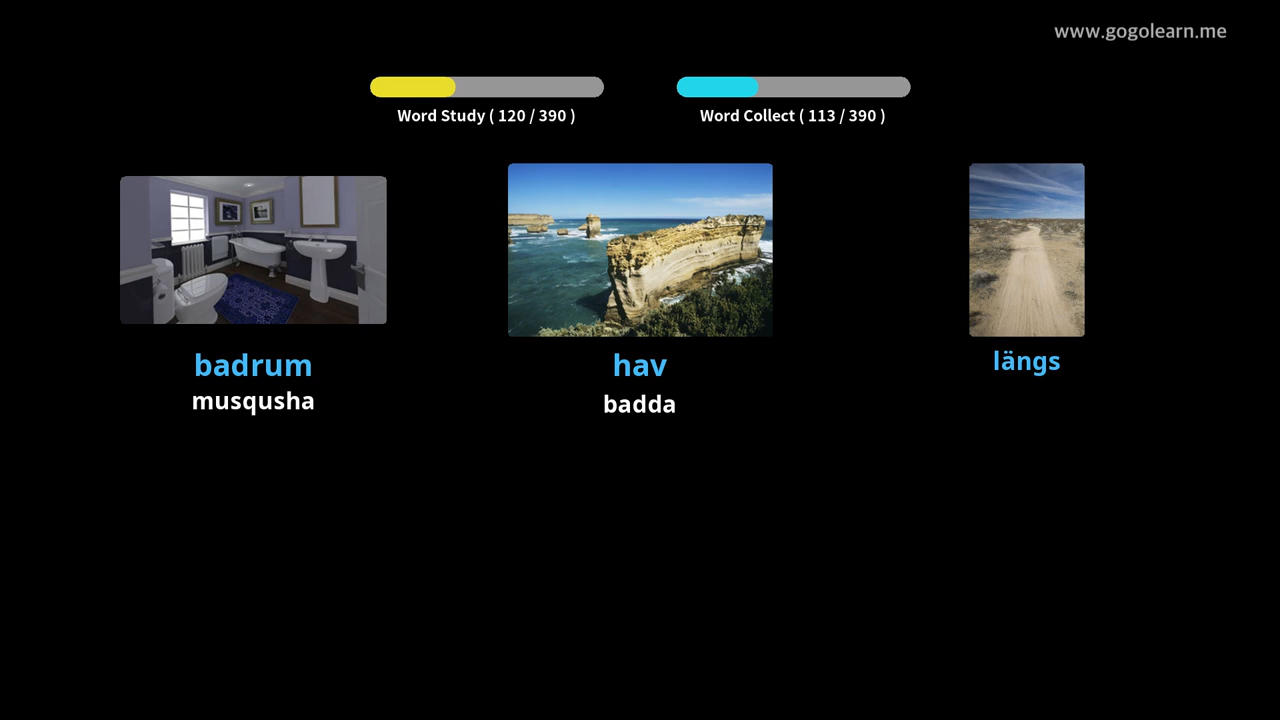 www.gogolearn.me
Word Study ( 120 / 390 )
Word Collect ( 113 / 390 )
badrum
musqusha
hav
badda
längs